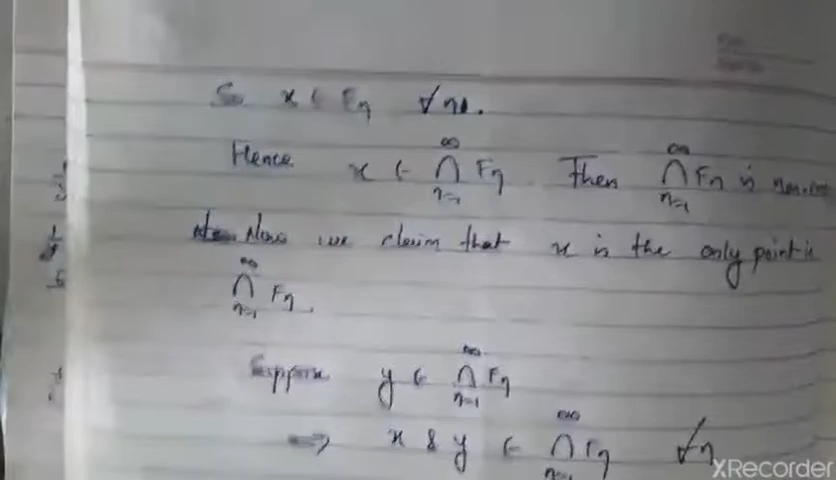 So x ∈ Fn ∀ n.
Hence x ∈ ∞⋂n=1 Fn Then ∞⋂n=1 Fn is
Now we claim that x is the only point in
∞⋂n=1 Fn.
Suppose y ∈ ∞⋂n=1 Fn
⇒ x & y ∈ ∞⋂n=1 Fn ∀n
XRecorder